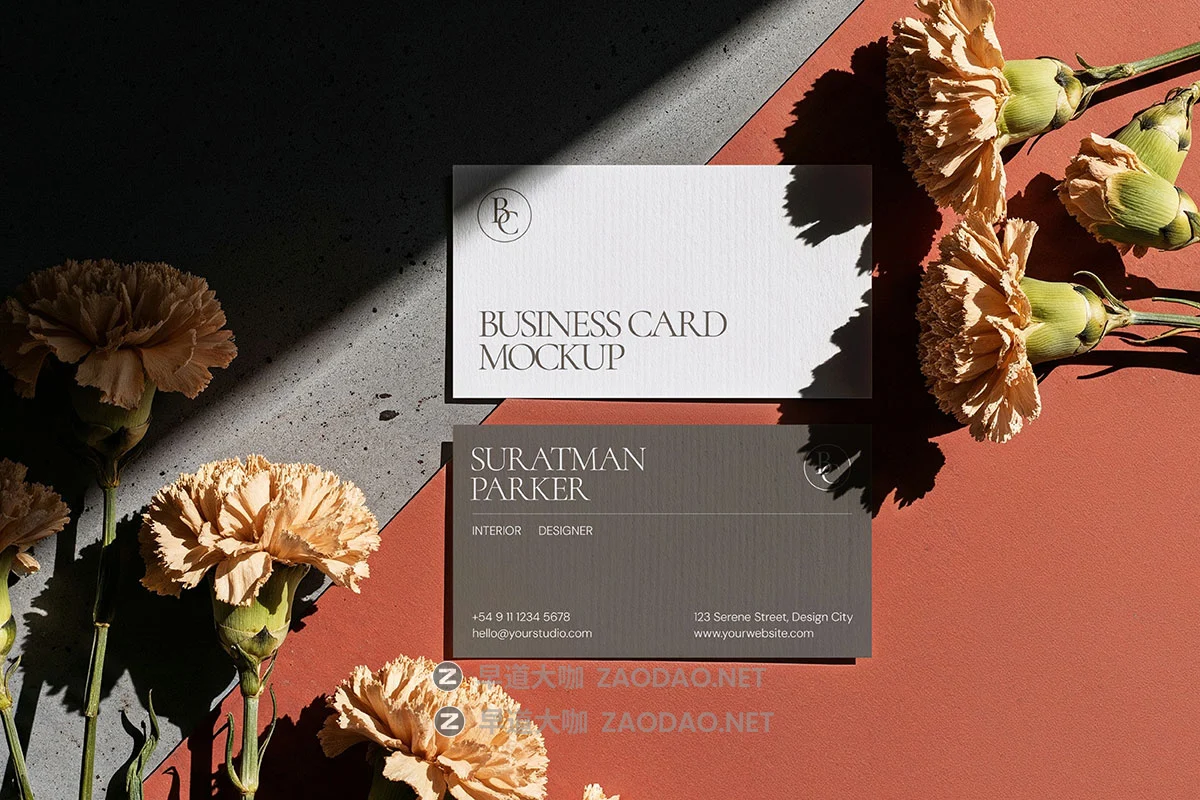 BC
BUSINESS CARD
MOCKUP
SURATMAN
PARKER
BC
INTERIOR DESIGNER
+54 9 11 1234 5678
123 Serene Street, Design City
hello@yourstudio.com
www.yourwebsite.com
Z 早道大咖 ZAODAO.NET
Z 早道大咖 ZAODAO.NET